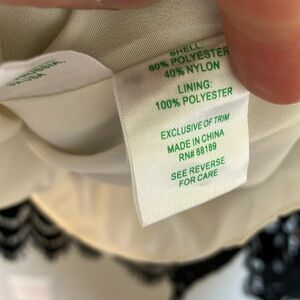 SHELL:
60% POLYESTER
40% NYLON
LINING:
100% POLYESTER
EXCLUSIVE OF TRIM
MADE IN CHINA
RN# 88189
SEE REVERSE
FOR CARE